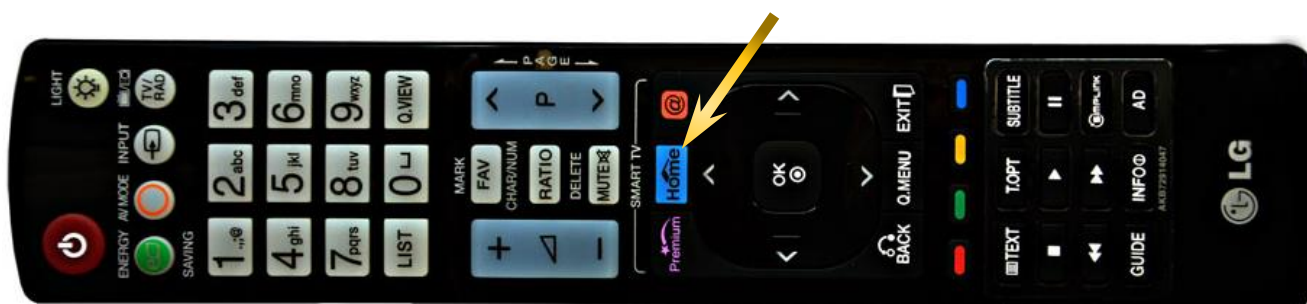 LIGHT
ENERGY AV MODE INPUT
TV/
RAD
SAVING
1.,;@ 2abc 3def
4ghi 5jkl 6mno
7pqrs 8tuv 9wxyz
LIST 0 Q.VIEW
MARK
+ FAV PAGE
CHAR/NUM
RATIO P
DELETE
- MUTE
SMART TV
Premium Home @
OK
BACK Q.MENU EXIT
TEXT T.OPT SUBTITLE
SIMPLINK
GUIDE INFO AD
AKB72914047
LG